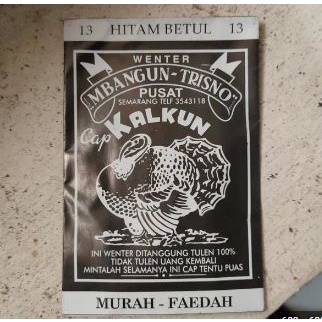 13 HITAM BETUL 13
WENTER
MBANGUN-TRISNO
PUSAT
SEMARANG TELF 3543118
Cap
KALKUN
INI WENTER DITANGGUNG TULEN 100%
TIDAK TULEN UANG KEMBALI
MINTALAH SELAMANYA INI CAP TENTU PUAS
MURAH - FAEDAH